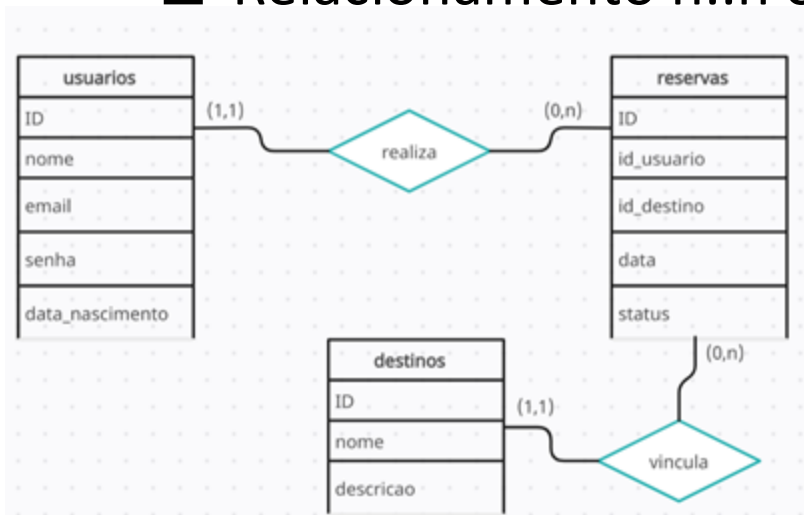 Relacionamento n..n
usuarios
ID
nome
email
senha
data_nascimento
(1,1)
realiza
(0,n)
reservas
ID
id_usuario
id_destino
data
status
(0,n)
destinos
ID
nome
descricao
(1,1)
vincula